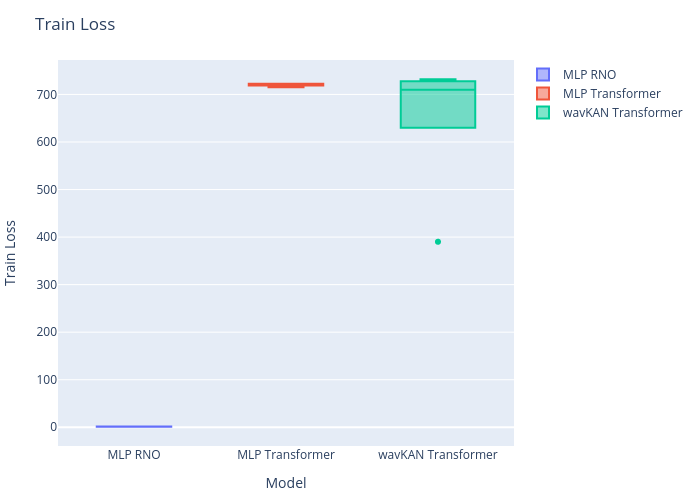 Train Loss
MLP RNO
MLP Transformer
wavKAN Transformer
Train Loss
700
600
500
400
300
200
100
0
MLP RNO
MLP Transformer
wavKAN Transformer
Model